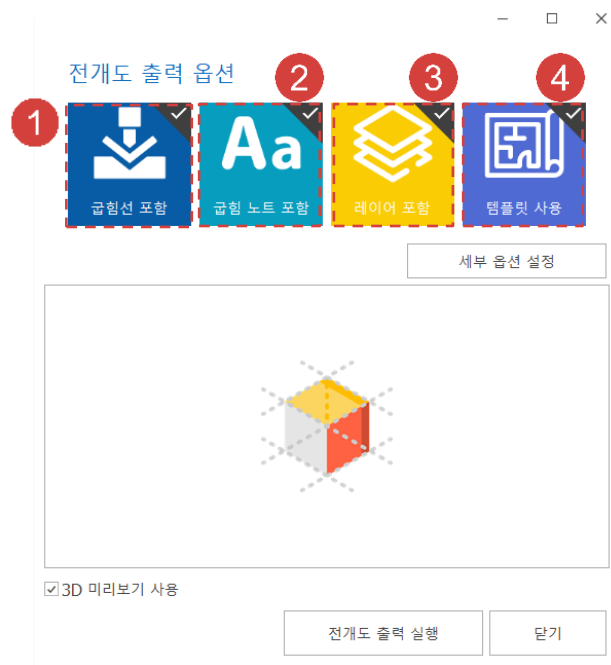 전개도 출력 옵션
1
2
3
4
Aa
굽힘선 포함
굽힘 노트 포함
레이어 포함
템플릿 사용
세부 옵션 설정
3D 미리보기 사용
전개도 출력 실행
닫기